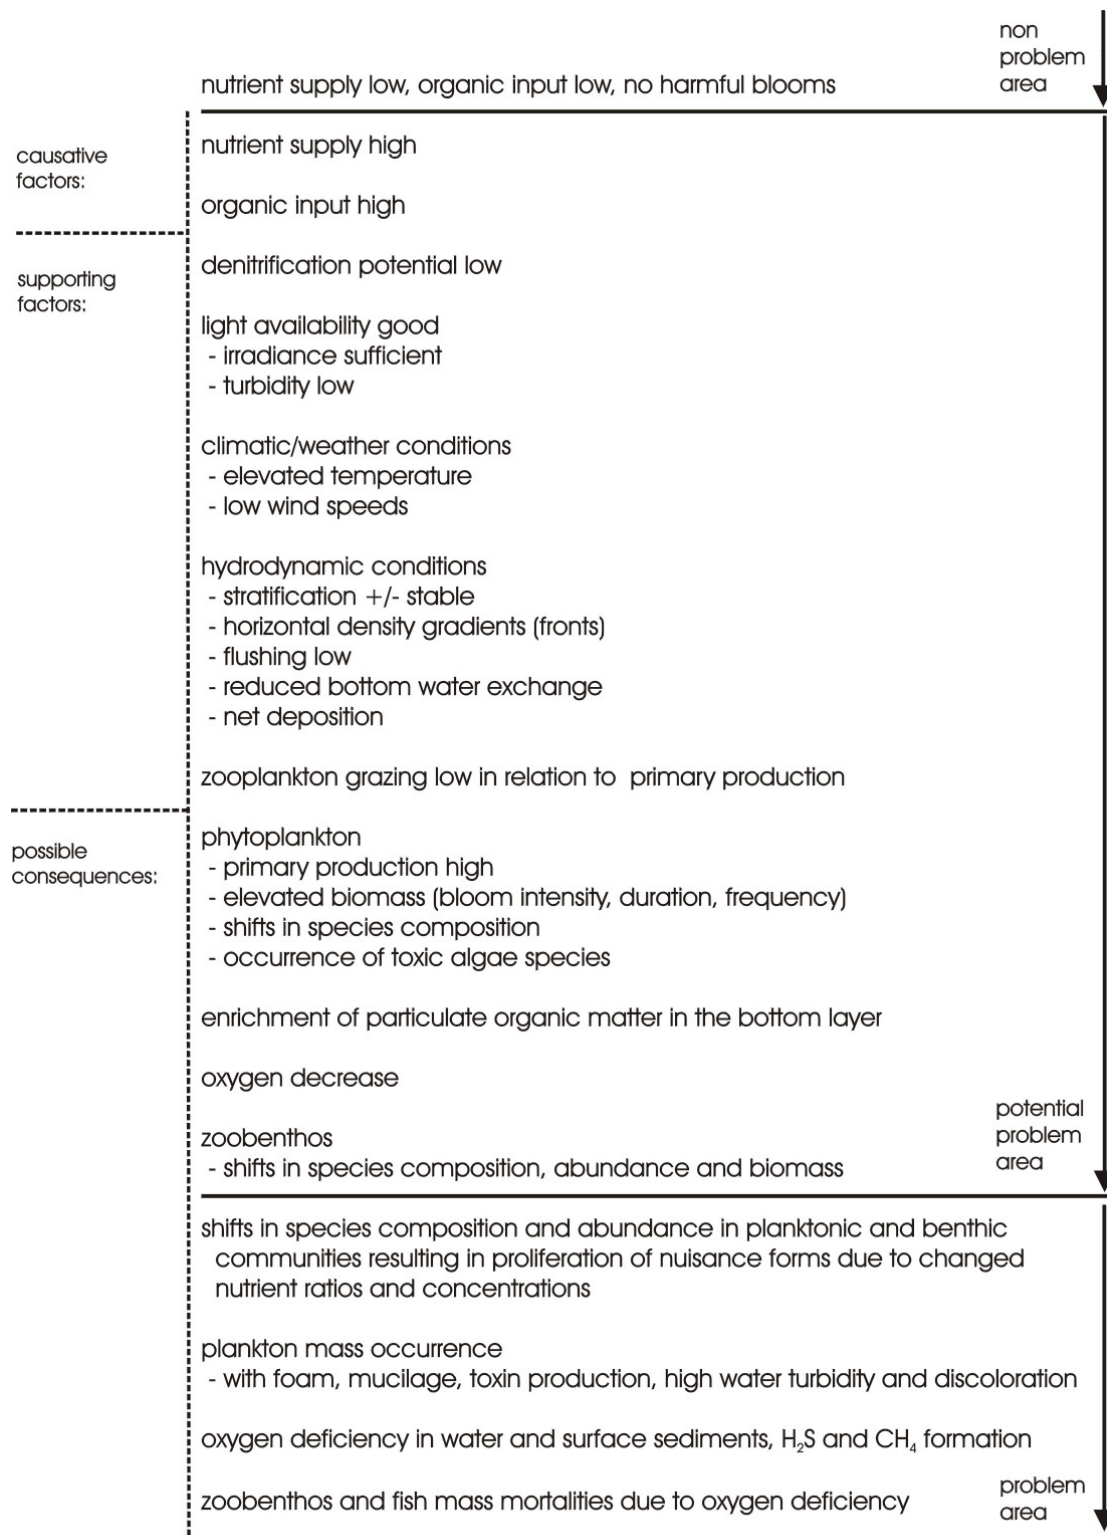 non
problem
area
nutrient supply low, organic input low, no harmful blooms
causative
factors:
nutrient supply high
organic input high
supporting
factors:
denitrification potential low
light availability good
- irradiance sufficient
- turbidity low
climatic/weather conditions
- elevated temperature
- low wind speeds
hydrodynamic conditions
- stratification +/- stable
- horizontal density gradients (fronts)
- flushing low
- reduced bottom water exchange
- net deposition
zooplankton grazing low in relation to primary production
possible
consequences:
phytoplankton
- primary production high
- elevated biomass (bloom intensity, duration, frequency)
- shifts in species composition
- occurrence of toxic algae species
enrichment of particulate organic matter in the bottom layer
oxygen decrease
zoobenthos
- shifts in species composition, abundance and biomass
potential
problem
area
shifts in species composition and abundance in planktonic and benthic
communities resulting in proliferation of nuisance forms due to changed
nutrient ratios and concentrations
plankton mass occurrence
- with foam, mucilage, toxin production, high water turbidity and discoloration
oxygen deficiency in water and surface sediments, H₂S and CH₄ formation
zoobenthos and fish mass mortalities due to oxygen deficiency
problem
area